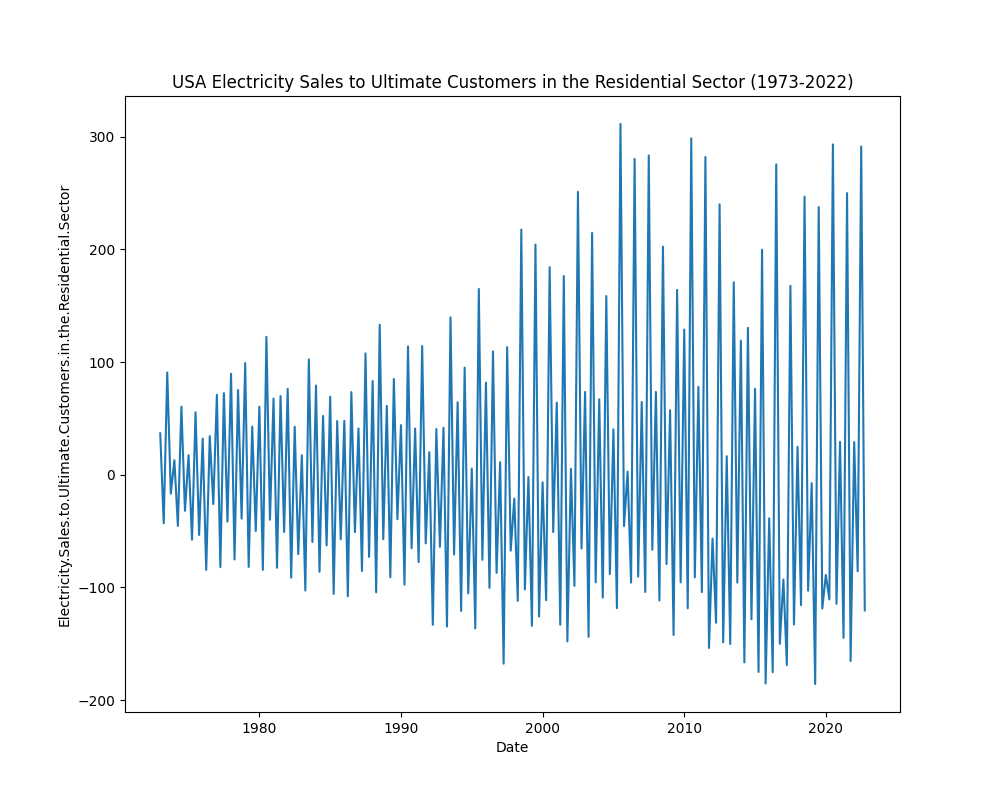 USA Electricity Sales to Ultimate Customers in the Residential Sector (1973-2022)
Electricity.Sales.to.Ultimate.Customers.in.the.Residential.Sector
300
200
100
0
−100
−200
1980 1990 2000 2010 2020
Date